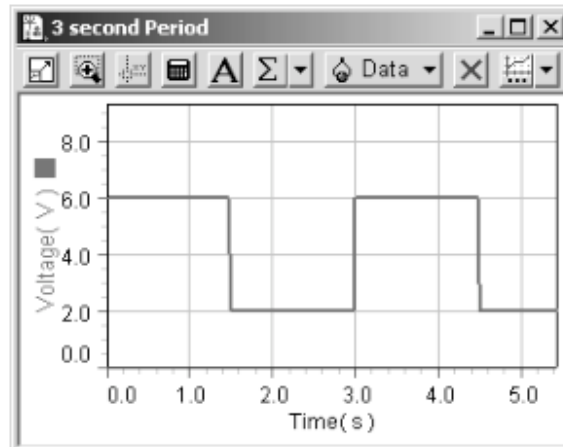 3 second Period
A Σ Data
Voltage( V )
8.0
6.0
4.0
2.0
0.0
0.0 1.0 2.0 3.0 4.0 5.0
Time( s )